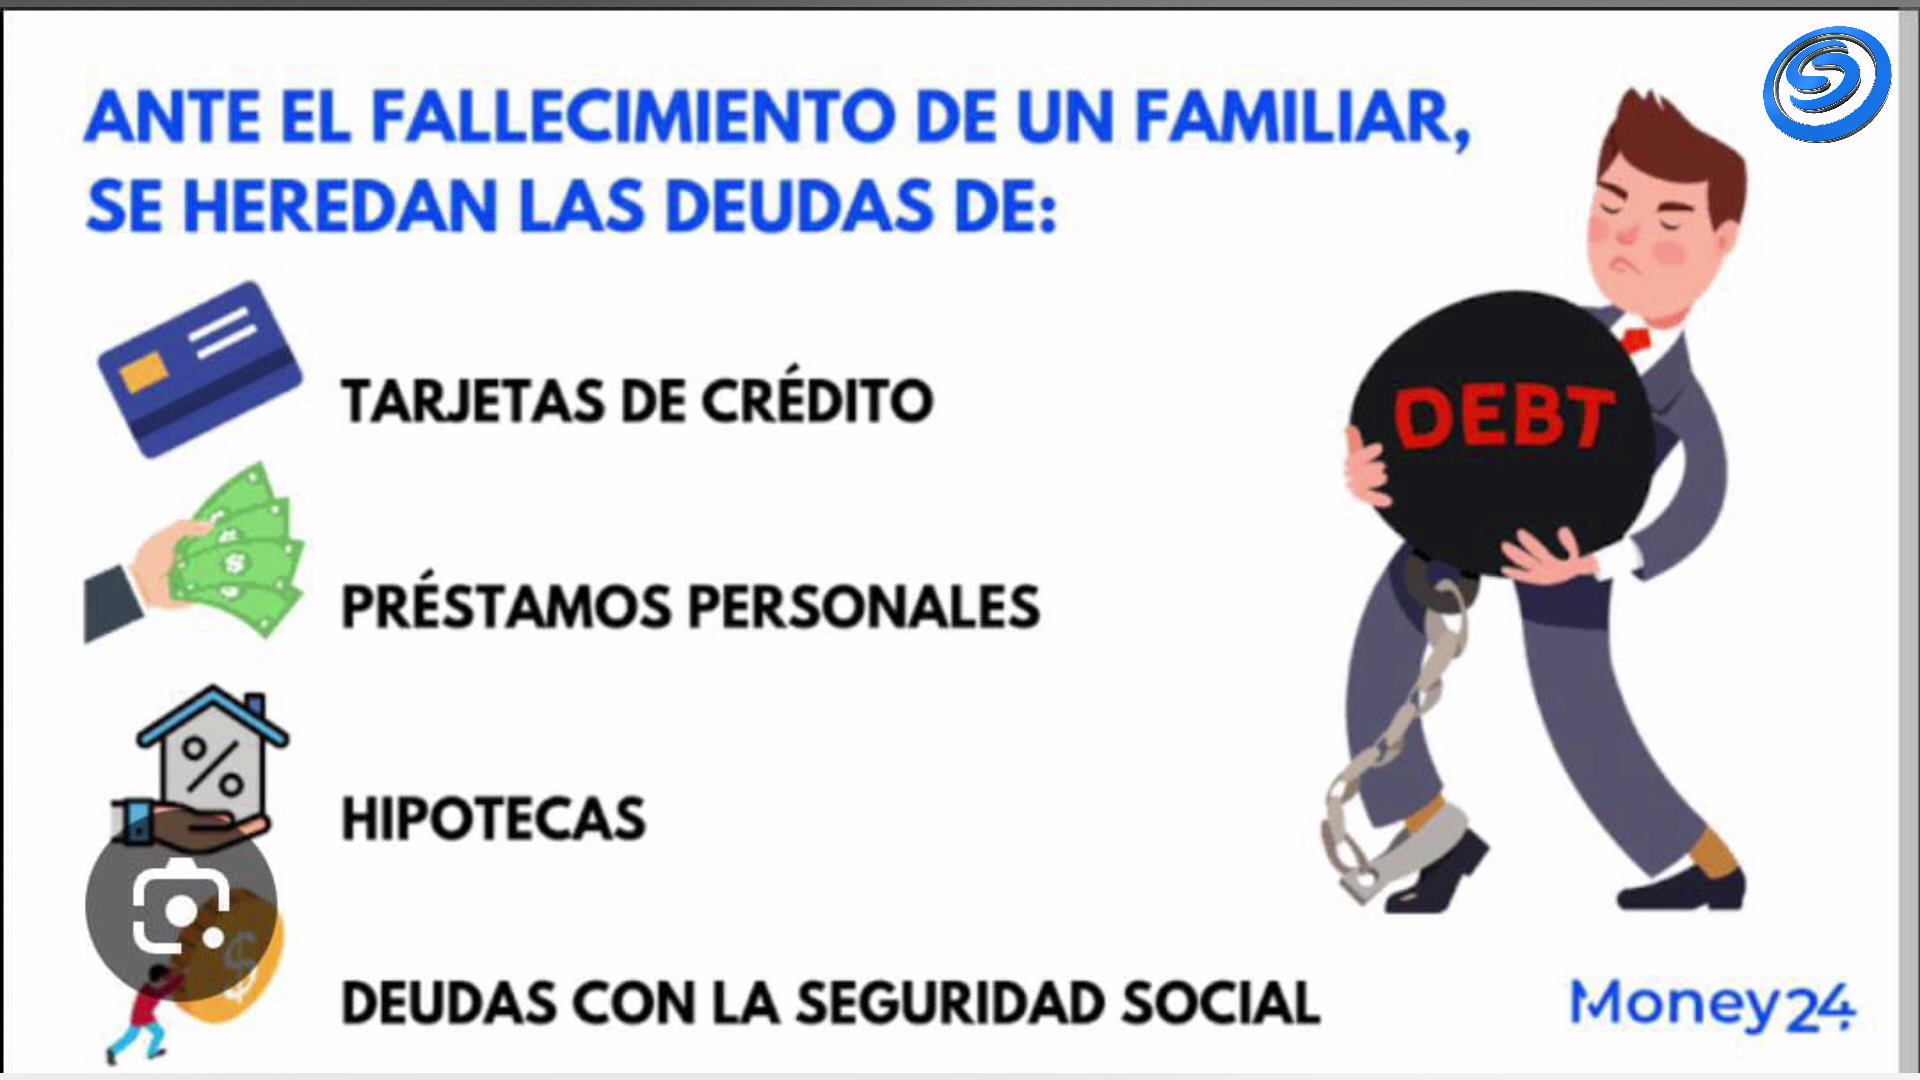 ANTE EL FALLECIMIENTO DE UN FAMILIAR,
SE HEREDAN LAS DEUDAS DE:
TARJETAS DE CRÉDITO
PRÉSTAMOS PERSONALES
HIPOTECAS
DEUDAS CON LA SEGURIDAD SOCIAL
DEBT
Money24